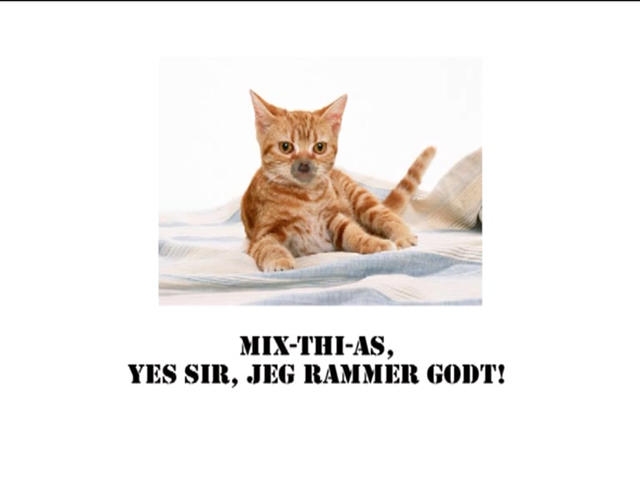 MIX-THI-AS,
YES SIR, JEG RAMMER GODT!